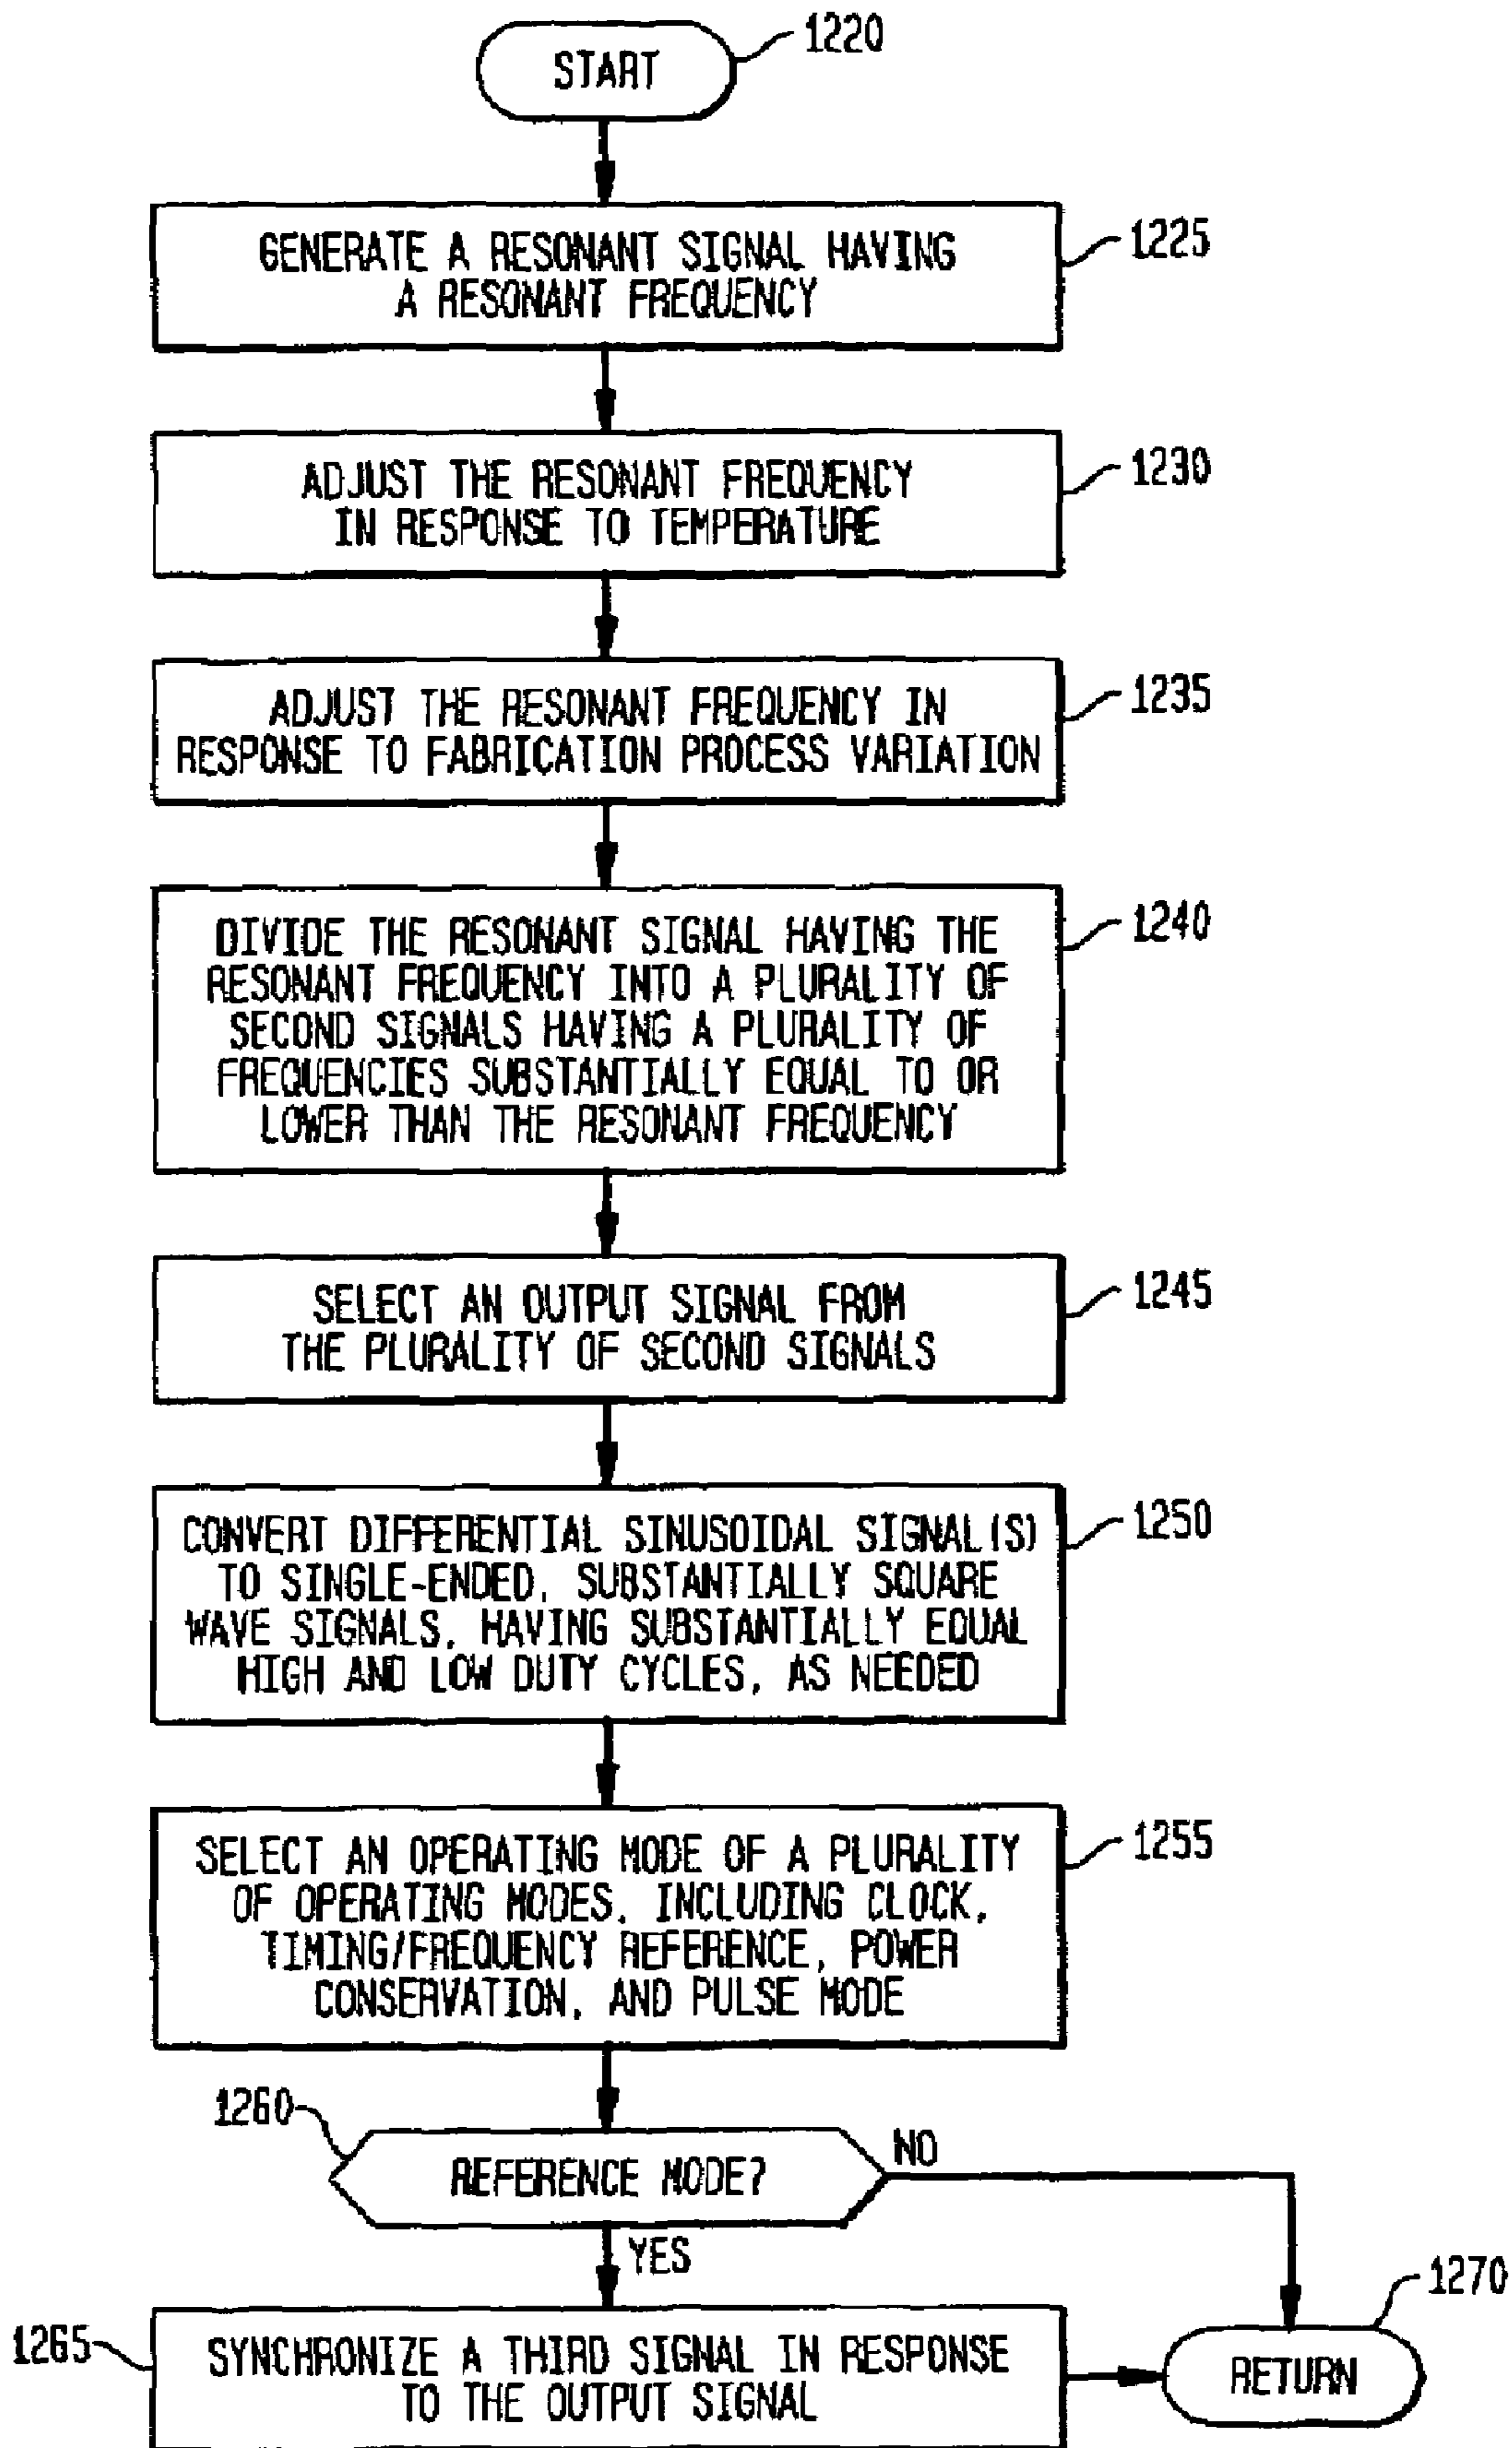 START
1220
GENERATE A RESONANT SIGNAL HAVING
A RESONANT FREQUENCY
1225
ADJUST THE RESONANT FREQUENCY
IN RESPONSE TO TEMPERATURE
1230
ADJUST THE RESONANT FREQUENCY IN
RESPONSE TO FABRICATION PROCESS VARIATION
1235
DIVIDE THE RESONANT SIGNAL HAVING THE
RESONANT FREQUENCY INTO A PLURALITY OF
SECOND SIGNALS HAVING A PLURALITY OF
FREQUENCIES SUBSTANTIALLY EQUAL TO OR
LOWER THAN THE RESONANT FREQUENCY
1240
SELECT AN OUTPUT SIGNAL FROM
THE PLURALITY OF SECOND SIGNALS
1245
CONVERT DIFFERENTIAL SINUSOIDAL SIGNAL(S)
TO SINGLE-ENDED, SUBSTANTIALLY SQUARE
WAVE SIGNALS, HAVING SUBSTANTIALLY EQUAL
HIGH AND LOW DUTY CYCLES, AS NEEDED
1250
SELECT AN OPERATING MODE OF A PLURALITY
OF OPERATING MODES, INCLUDING CLOCK,
TIMING/FREQUENCY REFERENCE, POWER
CONSERVATION, AND PULSE MODE
1255
1260
REFERENCE MODE?
NO
YES
1265
SYNCHRONIZE A THIRD SIGNAL IN RESPONSE
TO THE OUTPUT SIGNAL
RETURN
1270